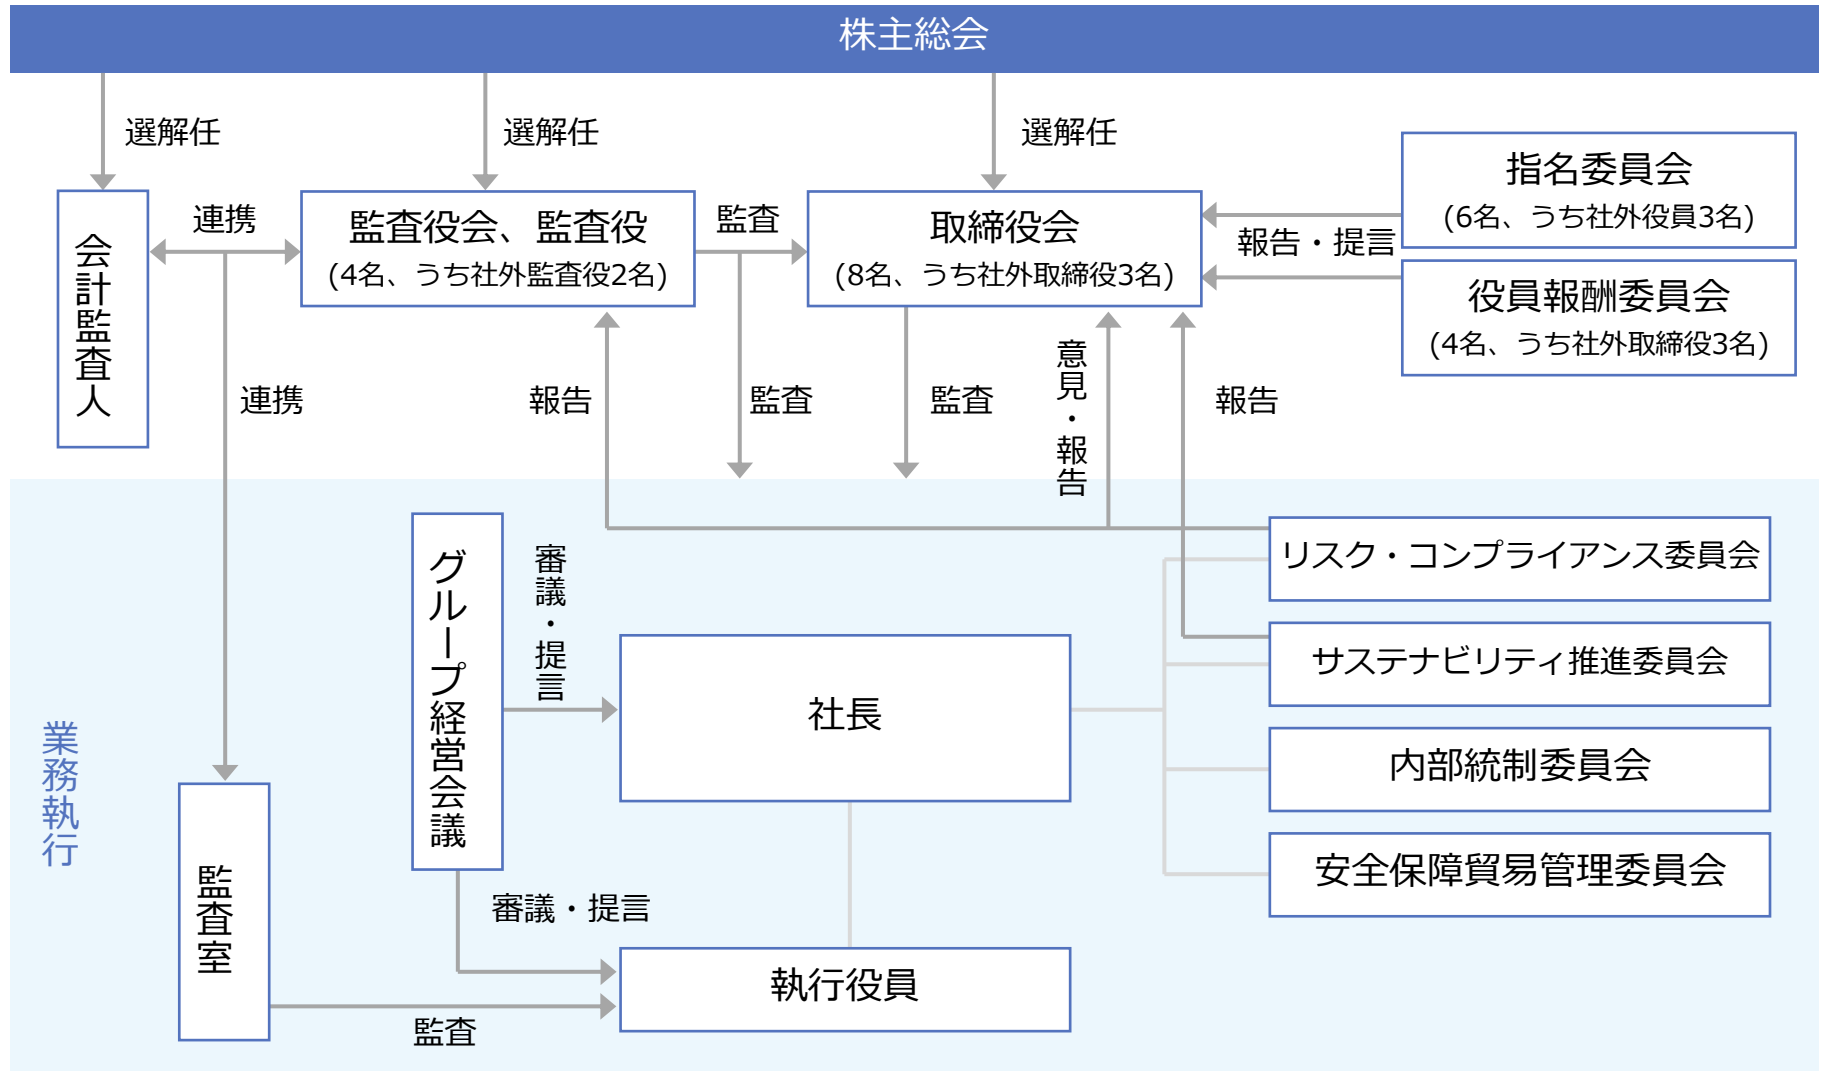 株主総会
選解任
選解任
選解任
会計監査人
連携
監査役会、監査役
(4名、うち社外監査役2名)
監査
取締役会
(8名、うち社外取締役3名)
報告・提言
指名委員会
(6名、うち社外役員3名)
役員報酬委員会
(4名、うち社外取締役3名)
連携
報告
監査
監査
意見・報告
報告
業務執行
グループ経営会議
審議・提言
社長
リスク・コンプライアンス委員会
サステナビリティ推進委員会
内部統制委員会
安全保障貿易管理委員会
監査室
審議・提言
執行役員
監査